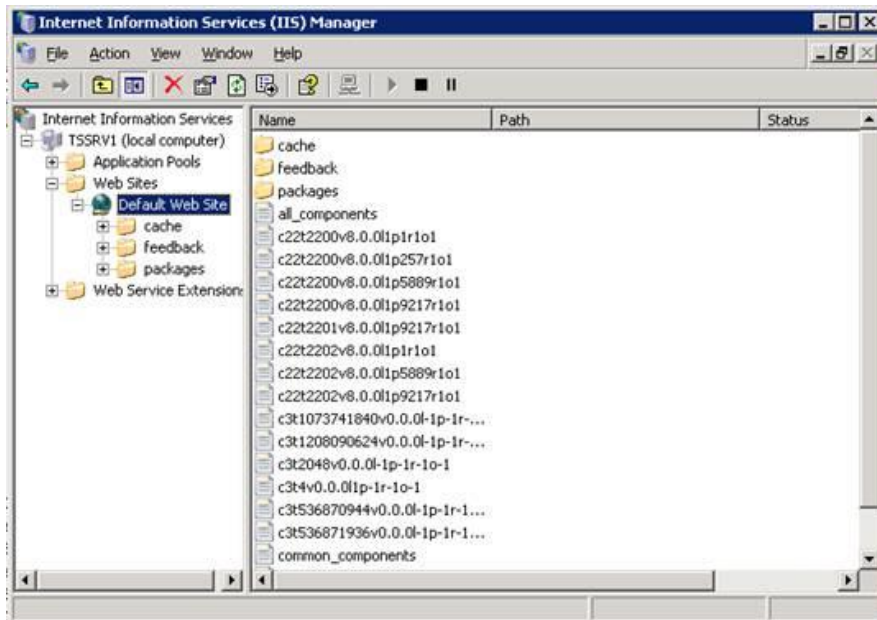 Internet Information Services (IIS) Manager
File Action View Window Help
Internet Information Services
TSSRV1 (local computer)
Application Pools
Web Sites
Default Web Site
cache
feedback
packages
Web Service Extension
Name Path Status
cache
feedback
packages
all_components
c22t2200v8.0.0l1p1r1o1
c22t2200v8.0.0l1p257r1o1
c22t2200v8.0.0l1p5889r1o1
c22t2200v8.0.0l1p9217r1o1
c22t2201v8.0.0l1p9217r1o1
c22t2202v8.0.0l1p1r1o1
c22t2202v8.0.0l1p5889r1o1
c22t2202v8.0.0l1p9217r1o1
c3t1073741840v0.0.0l-1p-1r-...
c3t1208090624v0.0.0l-1p-1r-...
c3t2048v0.0.0l-1p-1r-1o-1
c3t4v0.0.0l1p-1r-1o-1
c3t536870944v0.0.0l-1p-1r-1...
c3t536871936v0.0.0l-1p-1r-1...
common_components